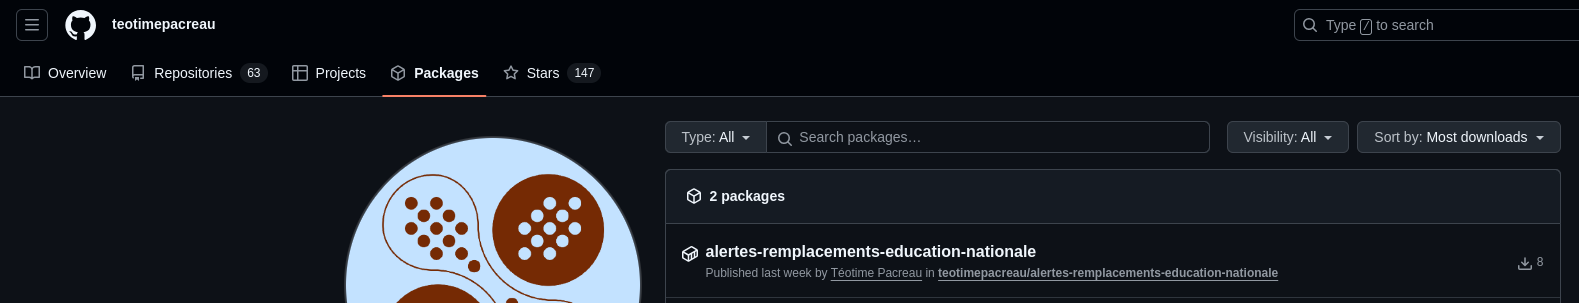 teotimepacreau
Type / to search
Overview Repositories 63 Projects Packages Stars 147
Type: All Search packages… Visibility: All Sort by: Most downloads
2 packages
alertes-remplacements-education-nationale
Published last week by Téotime Pacreau in teotimepacreau/alertes-remplacements-education-nationale 8